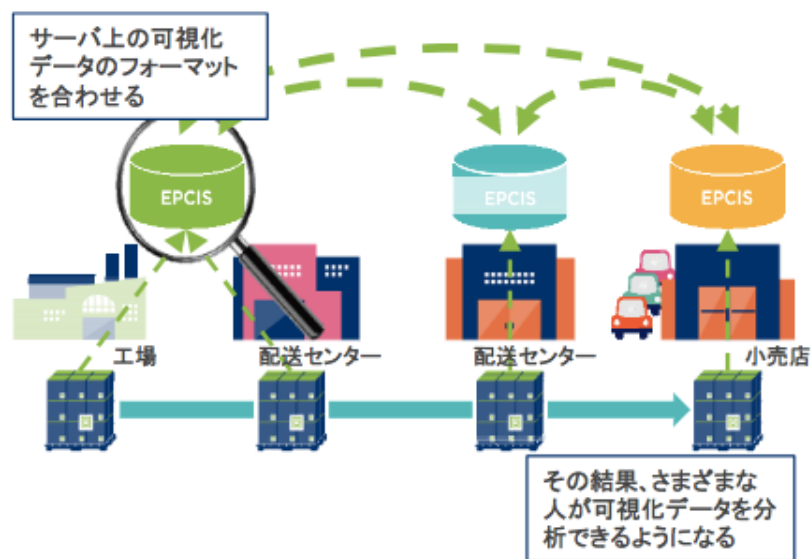 サーバ上の可視化
データのフォーマット
を合わせる
EPCIS
EPCIS
EPCIS
工場
配送センター
配送センター
小売店
その結果、さまざまな
人が可視化データを分
析できるようになる